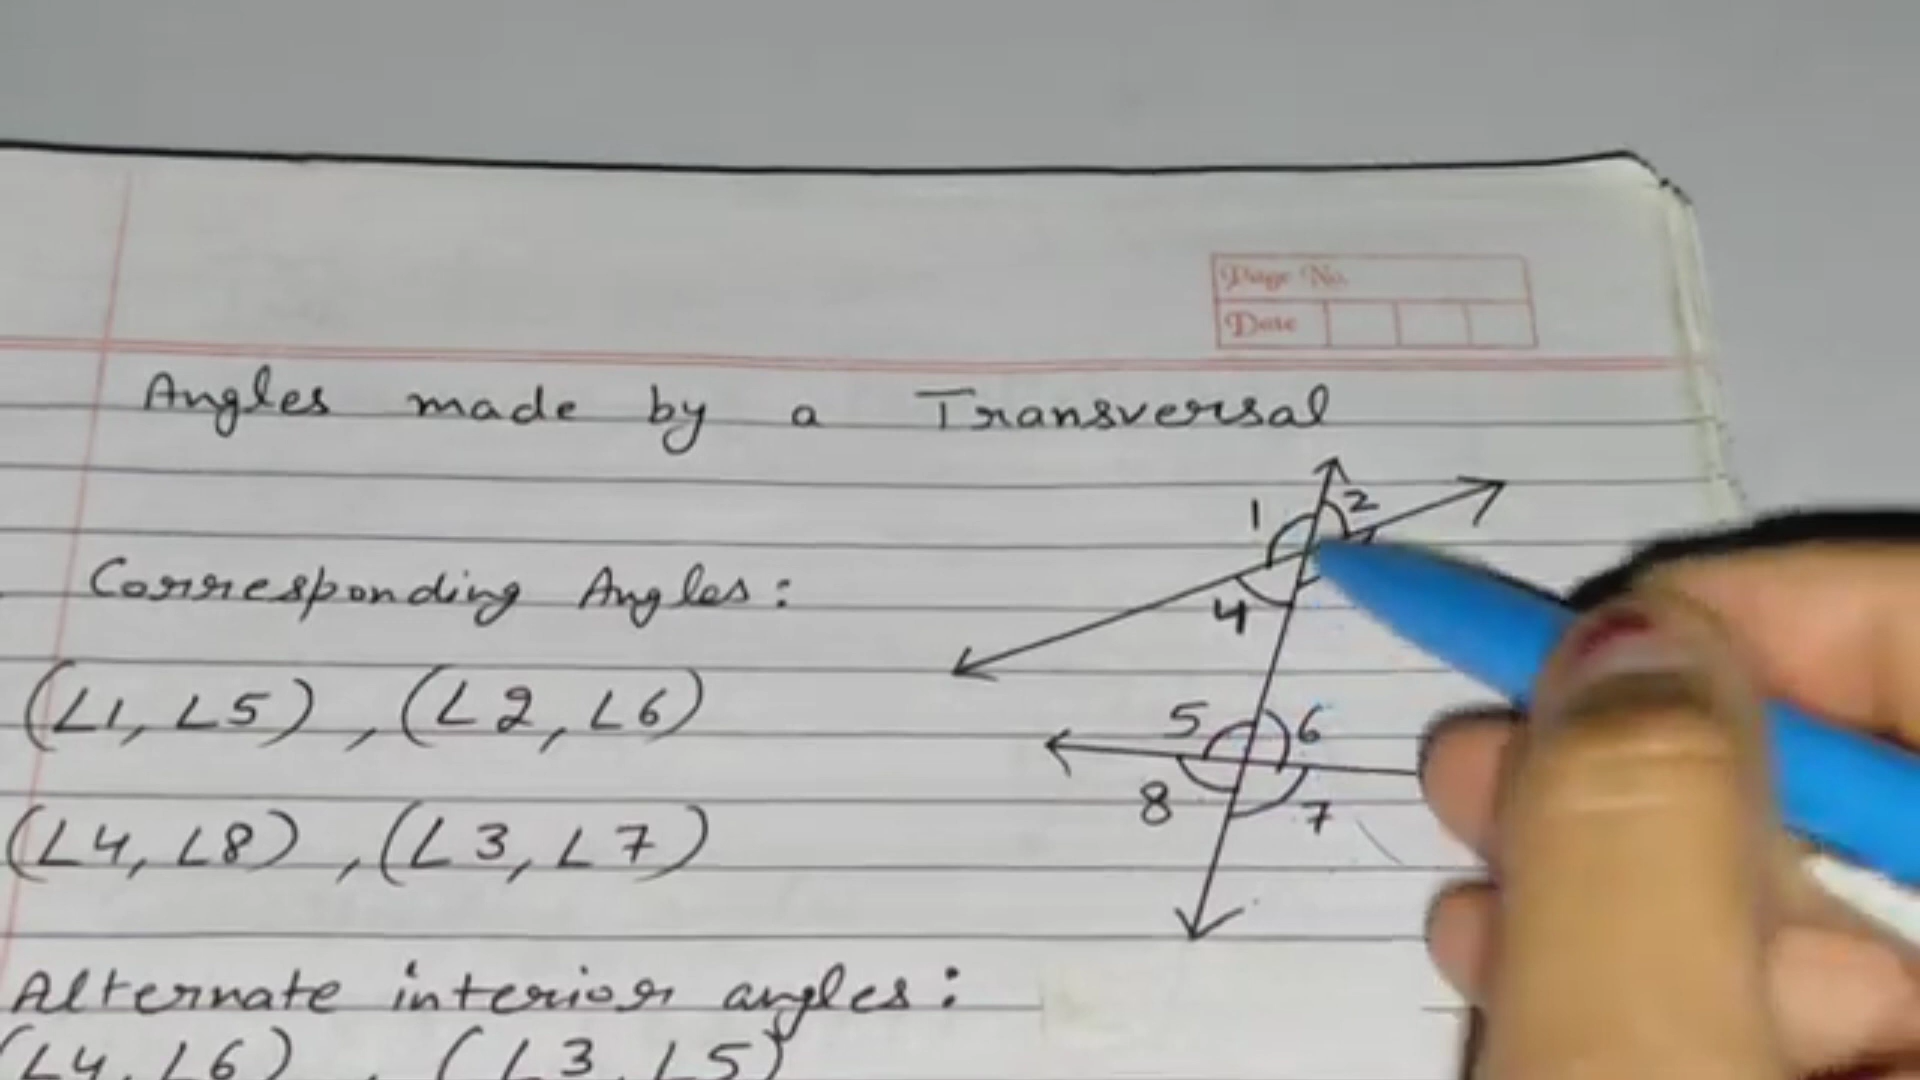 Page No.
Date
Angles made by a Transversal
1 2
Corresponding Angles:
4
(∠1, ∠5), (∠2, ∠6)
5 6
8 7
(∠4, ∠8), (∠3, ∠7)
Alternate interior angles:
(∠4, ∠6), (∠3, ∠5)